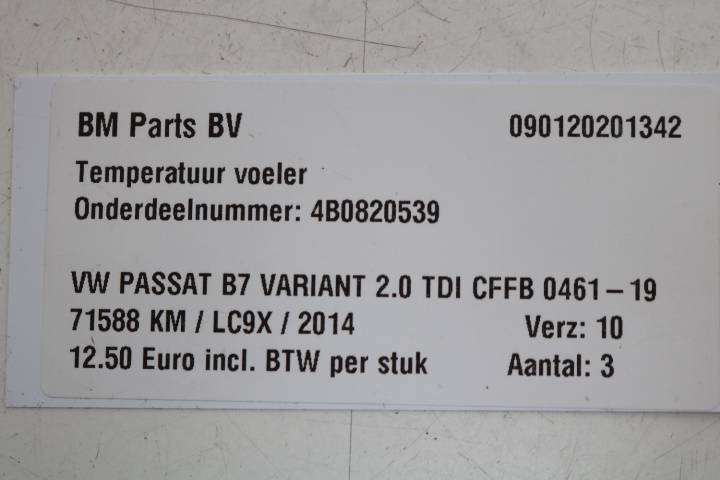 BM Parts BV 090120201342
Temperatuur voeler
Onderdeelnummer: 4B0820539
VW PASSAT B7 VARIANT 2.0 TDI CFFB 0461-19
71588 KM / LC9X / 2014 Verz: 10
12.50 Euro incl. BTW per stuk Aantal: 3